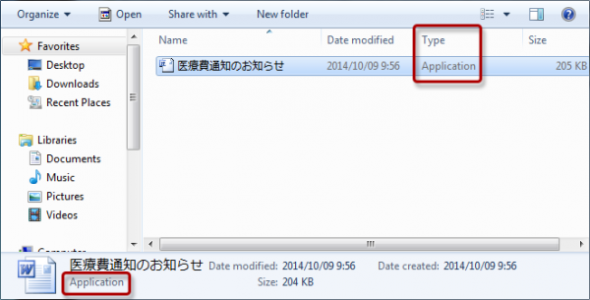 Organize Open Share with New folder
Favorites Name Date modified Type Size
Desktop 医療費通知のお知らせ 2014/10/09 9:56 Application 205 KB
Downloads
Recent Places
Libraries
Documents
Music
Pictures
Videos
医療費通知のお知らせ Date modified: 2014/10/09 9:56 Date created: 2014/10/09 9:56
Application Size: 204 KB